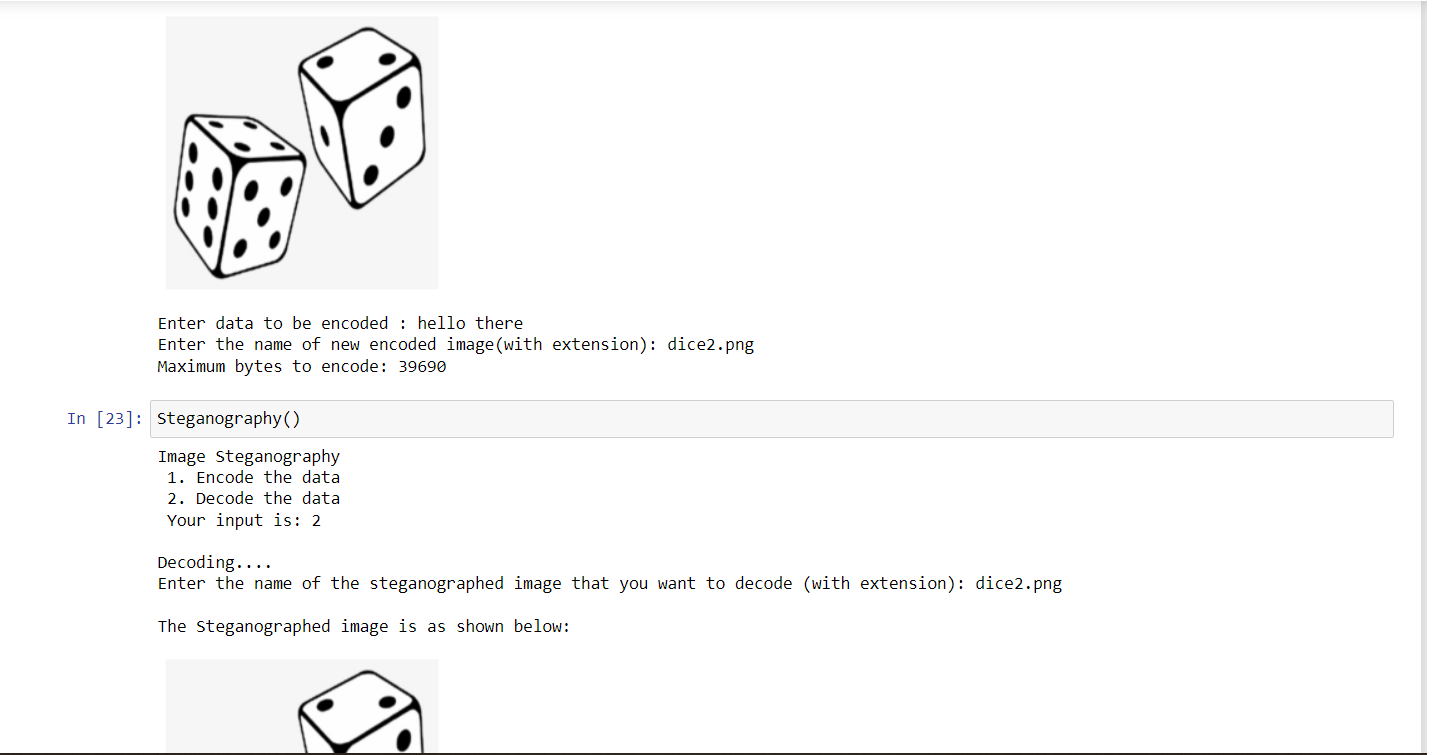 Enter data to be encoded : hello there
Enter the name of new encoded image(with extension): dice2.png
Maximum bytes to encode: 39690
In [23]: Steganography()
Image Steganography
1. Encode the data
2. Decode the data
Your input is: 2
Decoding....
Enter the name of the steganographed image that you want to decode (with extension): dice2.png
The Steganographed image is as shown below: